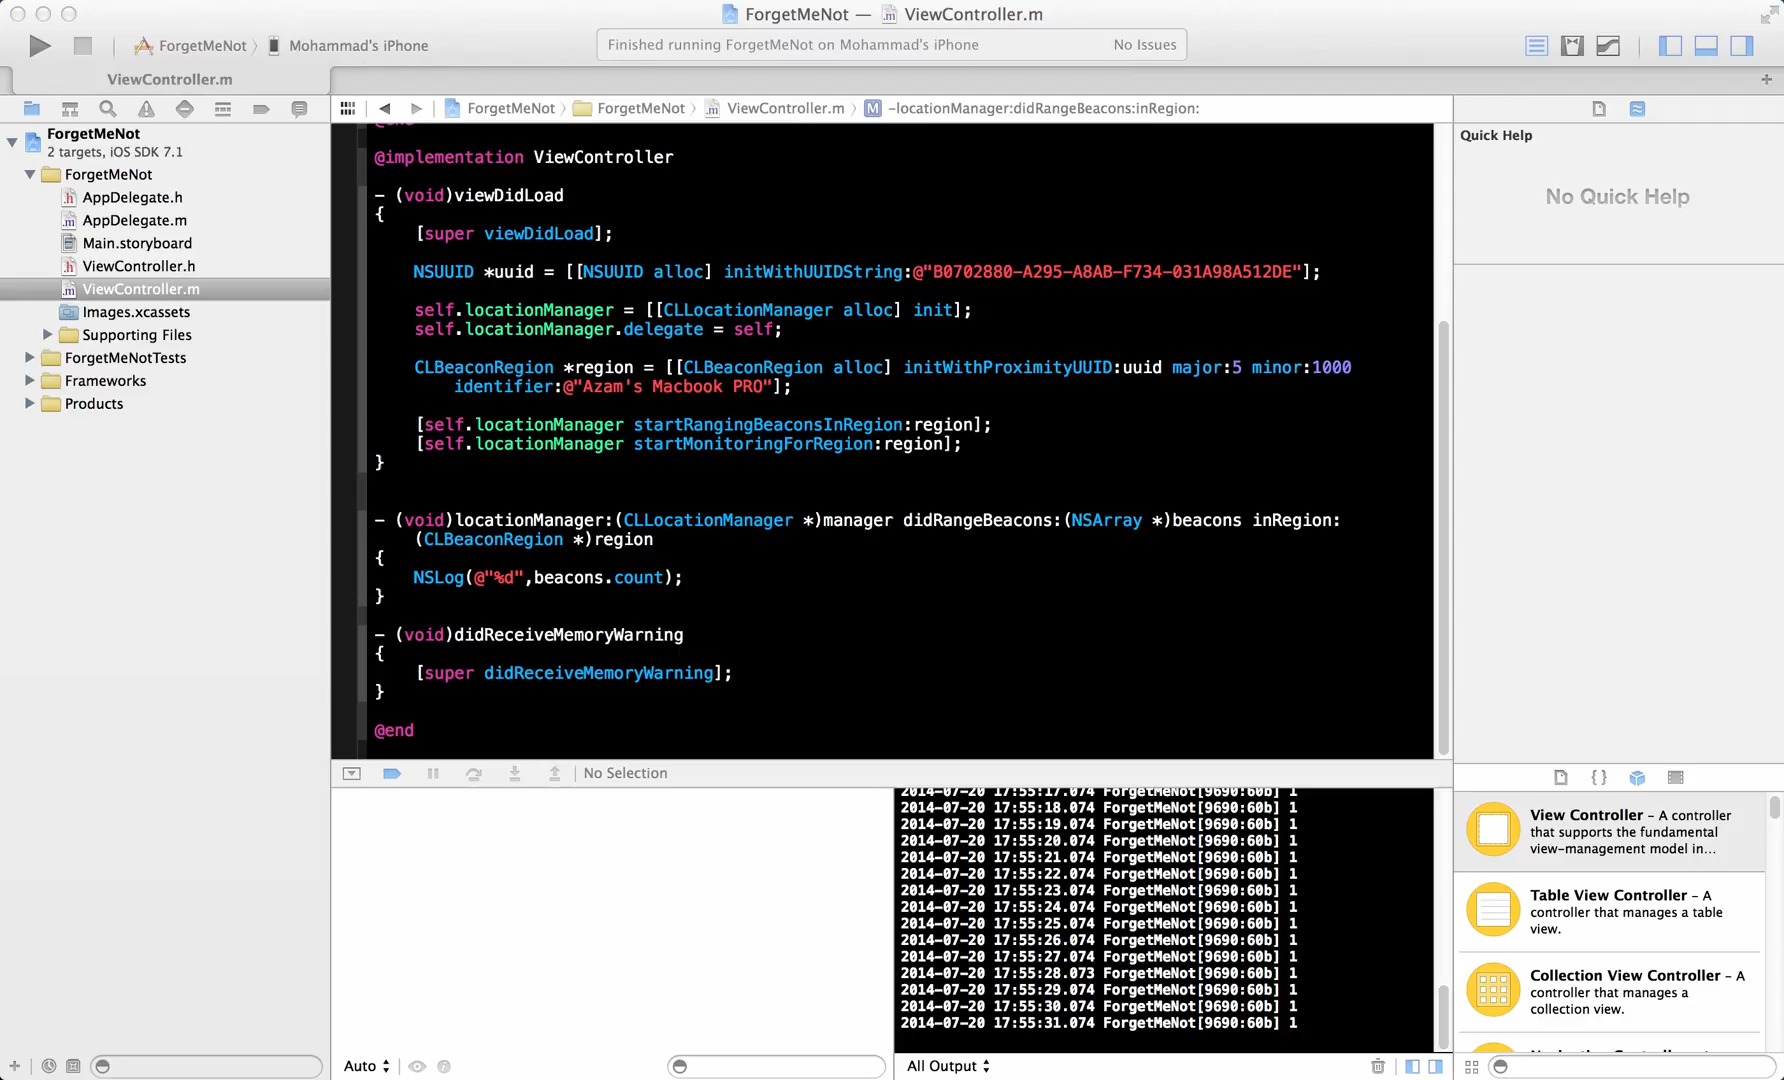 ForgetMeNot — ViewController.m
ForgetMeNot
Mohammad's iPhone
Finished running ForgetMeNot on Mohammad's iPhone
No Issues
ViewController.m
ForgetMeNot
ForgetMeNot
ViewController.m
M
-locationManager:didRangeBeacons:inRegion:
ForgetMeNot
2 targets, iOS SDK 7.1
ForgetMeNot
AppDelegate.h
AppDelegate.m
Main.storyboard
ViewController.h
ViewController.m
Images.xcassets
Supporting Files
ForgetMeNotTests
Frameworks
Products
@end
@implementation ViewController
- (void)viewDidLoad
{
[super viewDidLoad];
NSUUID *uuid = [[NSUUID alloc] initWithUUIDString:@"B0702880-A295-A8AB-F734-031A98A512DE"];
self.locationManager = [[CLLocationManager alloc] init];
self.locationManager.delegate = self;
CLBeaconRegion *region = [[CLBeaconRegion alloc] initWithProximityUUID:uuid major:5 minor:1000
identifier:@"Azam's Macbook PRO"];
[self.locationManager startRangingBeaconsInRegion:region];
[self.locationManager startMonitoringForRegion:region];
}
- (void)locationManager:(CLLocationManager *)manager didRangeBeacons:(NSArray *)beacons inRegion:
(CLBeaconRegion *)region
{
NSLog(@"%d",beacons.count);
}
- (void)didReceiveMemoryWarning
{
[super didReceiveMemoryWarning];
}
@end
No Selection
2014-07-20 17:55:17.074 ForgetMeNot[9690:60b] 1
2014-07-20 17:55:18.074 ForgetMeNot[9690:60b] 1
2014-07-20 17:55:19.074 ForgetMeNot[9690:60b] 1
2014-07-20 17:55:20.074 ForgetMeNot[9690:60b] 1
2014-07-20 17:55:21.074 ForgetMeNot[9690:60b] 1
2014-07-20 17:55:22.074 ForgetMeNot[9690:60b] 1
2014-07-20 17:55:23.074 ForgetMeNot[9690:60b] 1
2014-07-20 17:55:24.074 ForgetMeNot[9690:60b] 1
2014-07-20 17:55:25.074 ForgetMeNot[9690:60b] 1
2014-07-20 17:55:26.074 ForgetMeNot[9690:60b] 1
2014-07-20 17:55:27.074 ForgetMeNot[9690:60b] 1
2014-07-20 17:55:28.073 ForgetMeNot[9690:60b] 1
2014-07-20 17:55:29.074 ForgetMeNot[9690:60b] 1
2014-07-20 17:55:30.074 ForgetMeNot[9690:60b] 1
2014-07-20 17:55:31.074 ForgetMeNot[9690:60b] 1
Auto
All Output
Quick Help
No Quick Help
View Controller - A controller
that supports the fundamental
view-management model in...
Table View Controller - A
controller that manages a table
view.
Collection View Controller - A
controller that manages a
collection view.